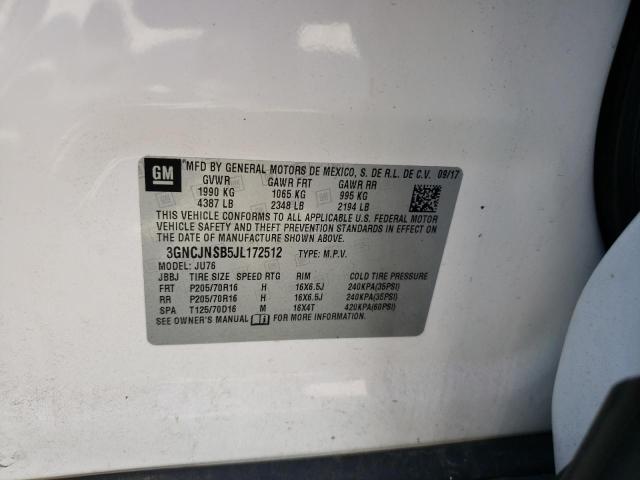 GM MFD BY GENERAL MOTORS DE MEXICO, S. DE R.L. DE C.V. 09/17
GVWR GAWR FRT GAWR RR
1990 KG 1065 KG 995 KG
4387 LB 2348 LB 2194 LB
THIS VEHICLE CONFORMS TO ALL APPLICABLE U.S. FEDERAL MOTOR
VEHICLE SAFETY, BUMPER, AND THEFT PREVENTION STANDARDS IN
EFFECT ON THE DATE OF MANUFACTURE SHOWN ABOVE.
3GNCJNSB5JL172512 TYPE: M.P.V.
MODEL: JU76
JBBJ TIRE SIZE SPEED RTG RIM COLD TIRE PRESSURE
FRT P205/70R16 H 16X6.5J 240KPA(35PSI)
RR P205/70R16 H 16X6.5J 240KPA(35PSI)
SPA T125/70D16 M 16X4T 420KPA(60PSI)
SEE OWNER'S MANUAL FOR MORE INFORMATION.